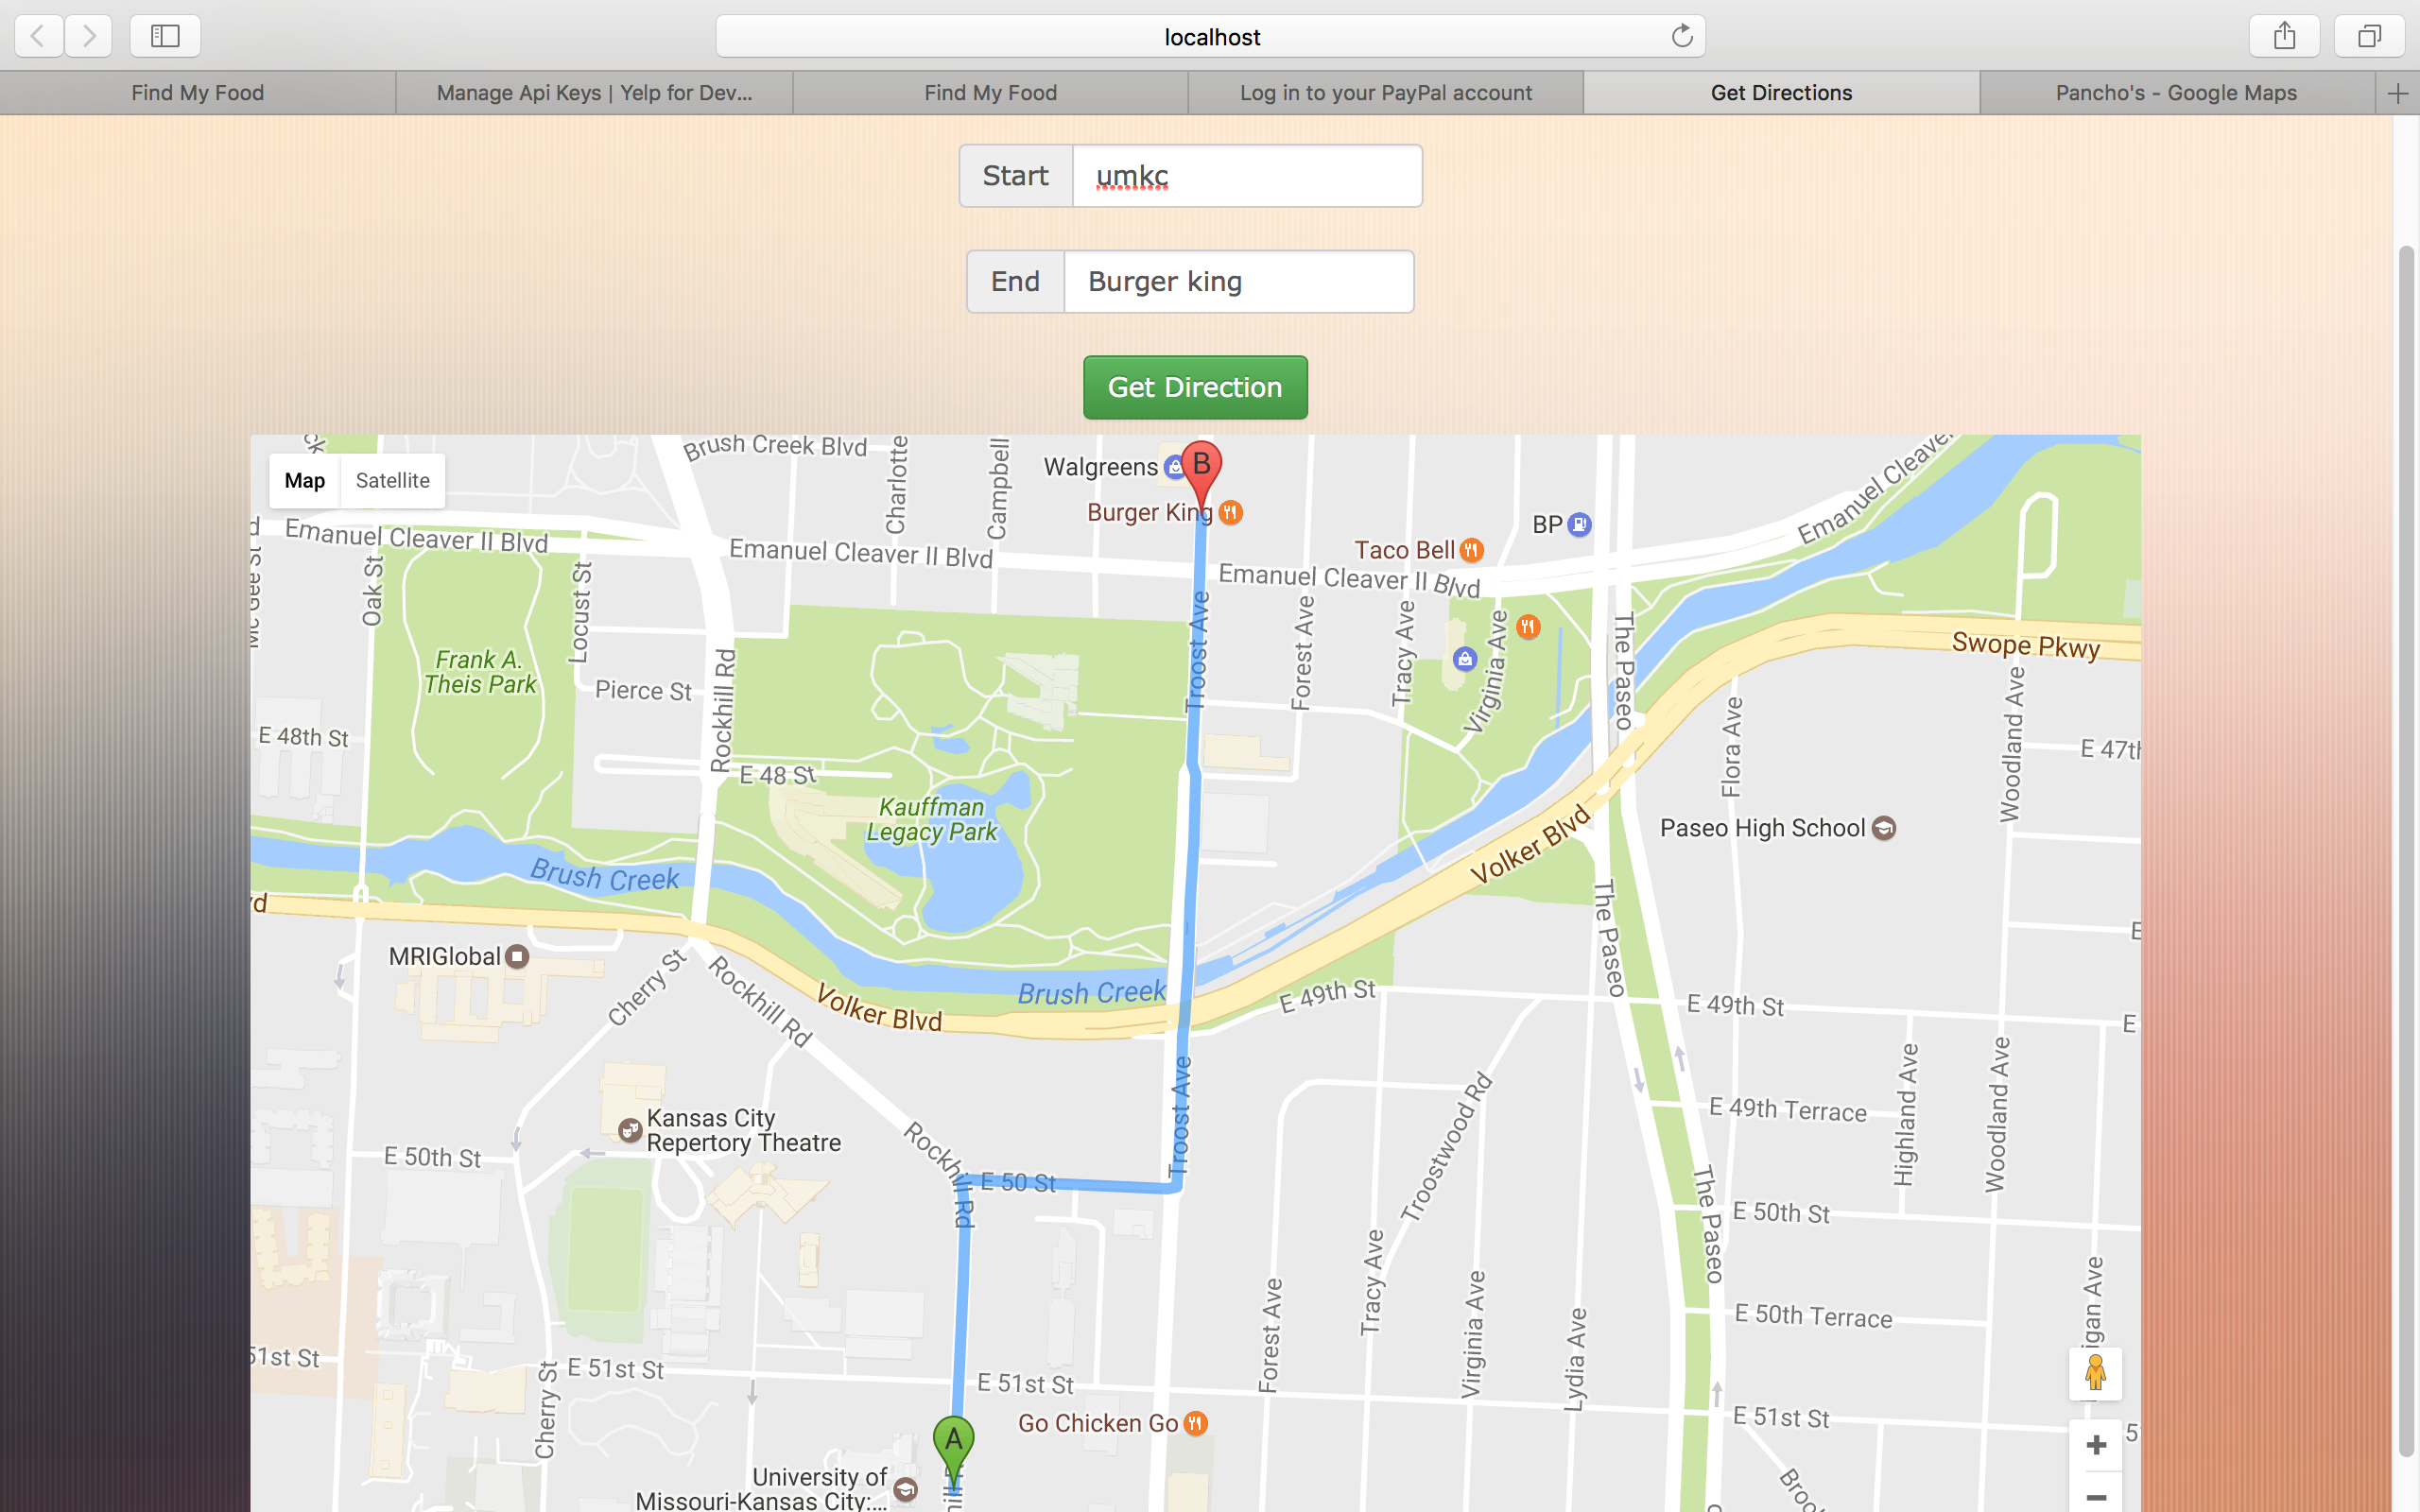 localhost
Find My Food
Manage Api Keys | Yelp for Dev...
Find My Food
Log in to your PayPal account
Get Directions
Pancho's - Google Maps
Start
umkc
End
Burger king
Get Direction
Map
Satellite
Brush Creek Blvd
Charlotte
Campbell
Walgreens
B
Burger King
BP
Taco Bell
Emanuel Cleaver
Emanuel Cleaver II Blvd
Emanuel Cleaver II Blvd
Emanuel Cleaver II Blvd
Oak St
Locust St
Frank A.
Theis Park
Pierce St
Rockhill Rd
Troost Ave
Forest Ave
Tracy Ave
Virginia Ave
The Paseo
Swope Pkwy
E 48th St
E 48 St
Flora Ave
Woodland Ave
E 47th
Kauffman
Legacy Park
Paseo High School
Volker Blvd
Brush Creek
The Paseo
MRIGlobal
Cherry St
Rockhill Rd
Volker Blvd
Brush Creek
E 49th St
E 49th St
Troost Ave
Troostwood Rd
Highland Ave
Woodland Ave
E 49th Terrace
Kansas City
Repertory Theatre
E 50th St
Rockhill Rd
E 50 St
The Paseo
E 50th St
Forest Ave
Tracy Ave
Virginia Ave
Lydia Ave
E 50th Terrace
igan Ave
51st St
Cherry St
E 51st St
E 51st St
E 51st St
Go Chicken Go
A
University of
Missouri-Kansas City:...